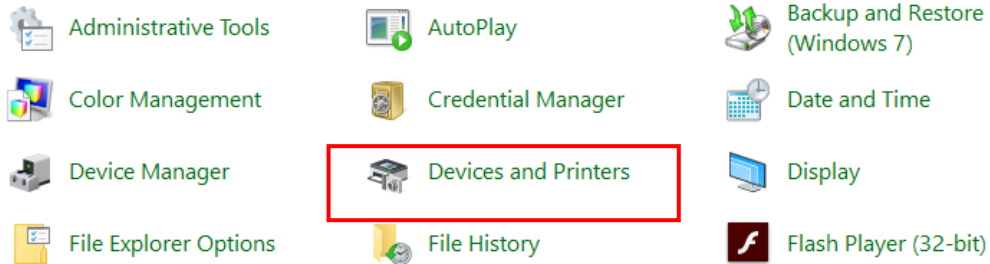 Administrative Tools
AutoPlay
Backup and Restore
(Windows 7)
Color Management
Credential Manager
Date and Time
Device Manager
Devices and Printers
Display
File Explorer Options
File History
Flash Player (32-bit)